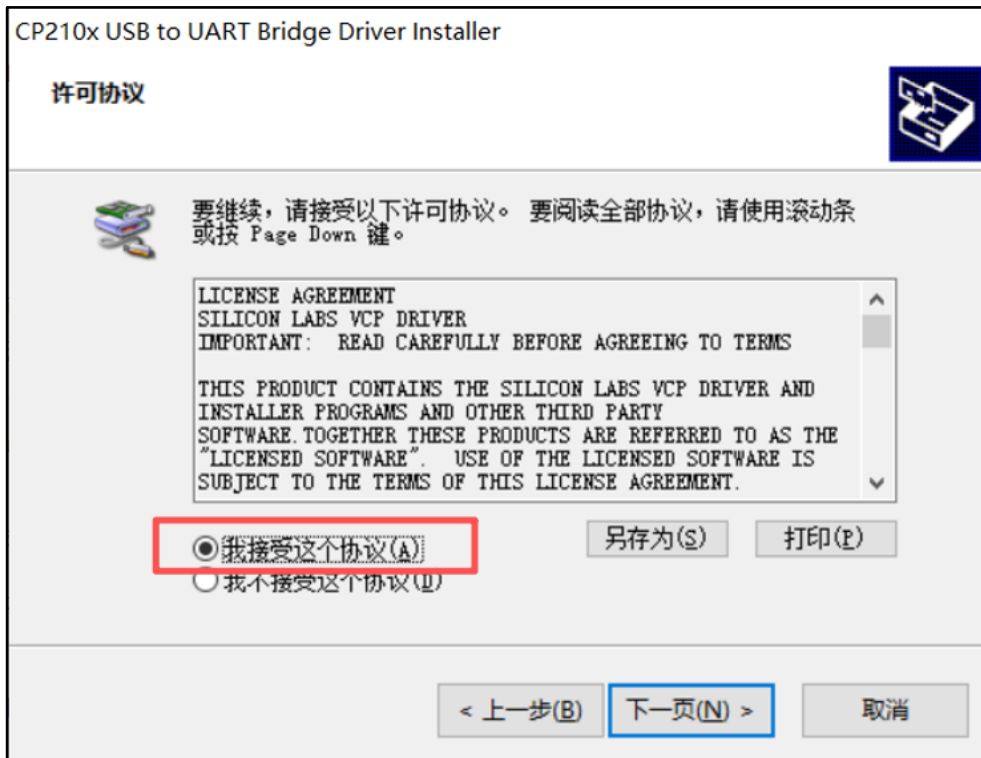 CP210x USB to UART Bridge Driver Installer
许可协议
要继续，请接受以下许可协议。 要阅读全部协议，请使用滚动条
或按 Page Down 键。
LICENSE AGREEMENT
SILICON LABS VCP DRIVER
IMPORTANT:  READ CAREFULLY BEFORE AGREEING TO TERMS
THIS PRODUCT CONTAINS THE SILICON LABS VCP DRIVER AND
INSTALLER PROGRAMS AND OTHER THIRD PARTY
SOFTWARE.TOGETHER THESE PRODUCTS ARE REFERRED TO AS THE
"LICENSED SOFTWARE".  USE OF THE LICENSED SOFTWARE IS
SUBJECT TO THE TERMS OF THIS LICENSE AGREEMENT.
我接受这个协议(A)
另存为(S)
打印(P)
我不接受这个协议(D)
< 上一步(B)
下一页(N) >
取消